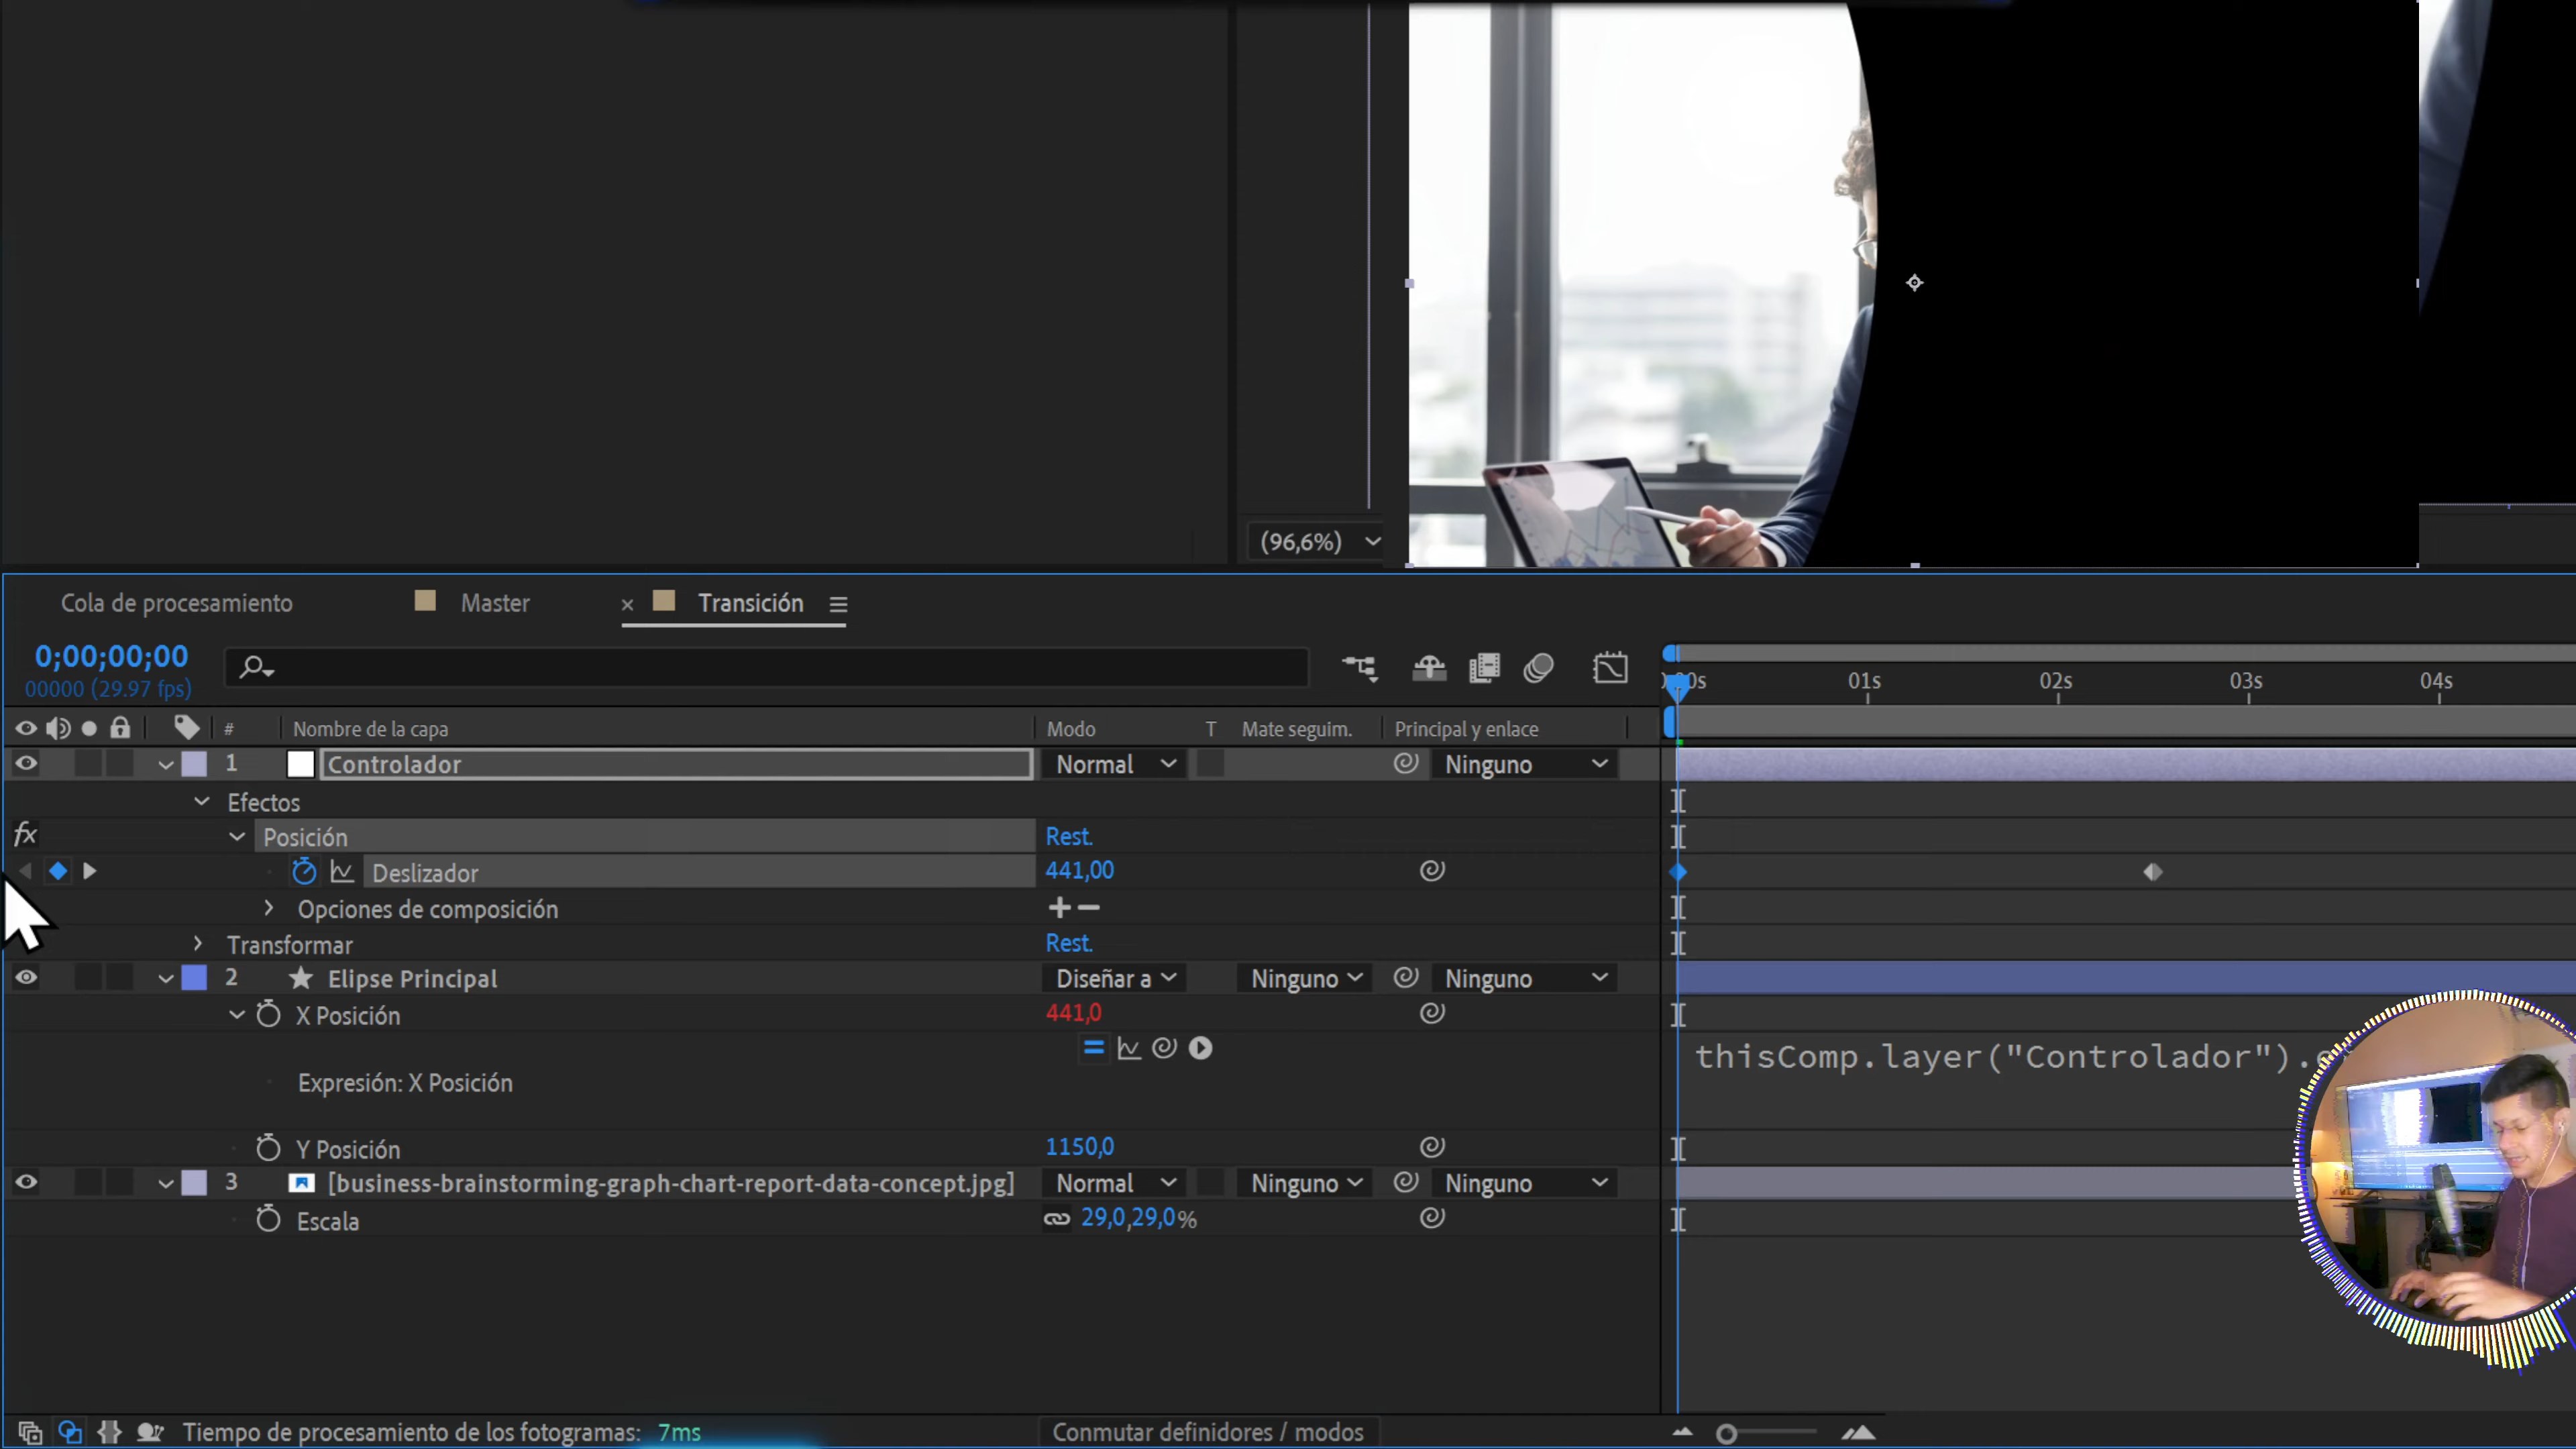 (96,6%)
Cola de procesamiento Master × Transición
0;00;00;00
00000 (29.97 fps)
01s 02s 03s 04s
# Nombre de la capa Modo T Mate seguim. Principal y enlace
1 Controlador Normal Ninguno
Efectos
fx Posición Rest.
Deslizador 441,00
Opciones de composición
Transformar Rest.
2 Elipse Principal Diseñar a Ninguno Ninguno
X Posición 441,0
thisComp.layer("Controlador").
Expresión: X Posición
Y Posición 1150,0
3 [business-brainstorming-graph-chart-report-data-concept.jpg] Normal Ninguno Ninguno
Escala 29,0,29,0%
Tiempo de procesamiento de los fotogramas: 7ms Conmutar definidores / modos